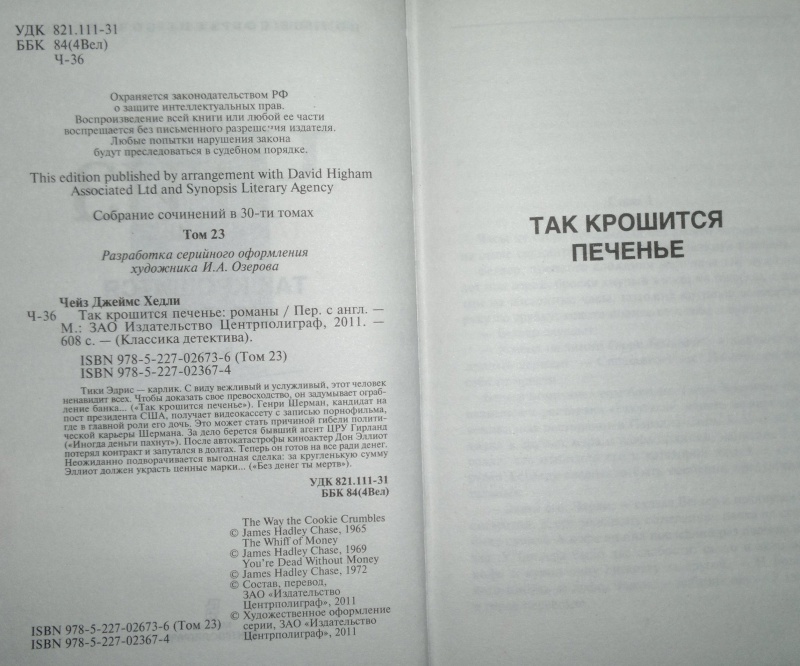 УДК 821.111-31
ББК 84(4Вел)
Ч-36
Охраняется законодательством РФ
о защите интеллектуальных прав.
Воспроизведение всей книги или любой ее части
воспрещается без письменного разрешения издателя.
Любые попытки нарушения закона
будут преследоваться в судебном порядке.
This edition published by arrangement with David Higham
Associated Ltd and Synopsis Literary Agency
Собрание сочинений в 30-ти томах
Том 23
Разработка серийного оформления
художника И.А. Озерова
Чейз Джеймс Хедли
Ч-36 Так крошится печенье: романы / Пер. с англ. —
М.: ЗАО Издательство Центрполиграф, 2011. —
608 с. — (Классика детектива).
ISBN 978-5-227-02673-6 (Том 23)
ISBN 978-5-227-02367-4
Тики Эдрис — карлик. С виду вежливый и услужливый, этот человек
ненавидит всех. Чтобы доказать свое превосходство, он задумывает ограб-
ление банка... («Так крошится печенье»). Генри Шерман, кандидат на
пост президента США, получает видеокассету с записью порнофильма,
где в главной роли его дочь. Это может стать причиной гибели полити-
ческой карьеры Шермана. За дело берется бывший агент ЦРУ Гирланд
(«Иногда деньги пахнут»). После автокатастрофы киноактер Дон Эллиот
потерял контракт и запутался в долгах. Теперь он готов на все ради денег.
Неожиданно подворачивается выгодная сделка: за кругленькую сумму
Эллиот должен украсть ценные марки... («Без денег ты мертв»).
УДК 821.111-31
ББК 84(4Вел)
The Way the Cookie Crumbles
© James Hadley Chase, 1965
The Whiff of Money
© James Hadley Chase, 1969
You're Dead Without Money
© James Hadley Chase, 1972
© Состав, перевод,
ЗАО «Издательство
Центрполиграф», 2011
© Художественное оформление
серии, ЗАО «Издательство
Центрполиграф», 2011
ISBN 978-5-227-02673-6 (Том 23)
ISBN 978-5-227-02367-4
ТАК КРОШИТСЯ
ПЕЧЕНЬЕ